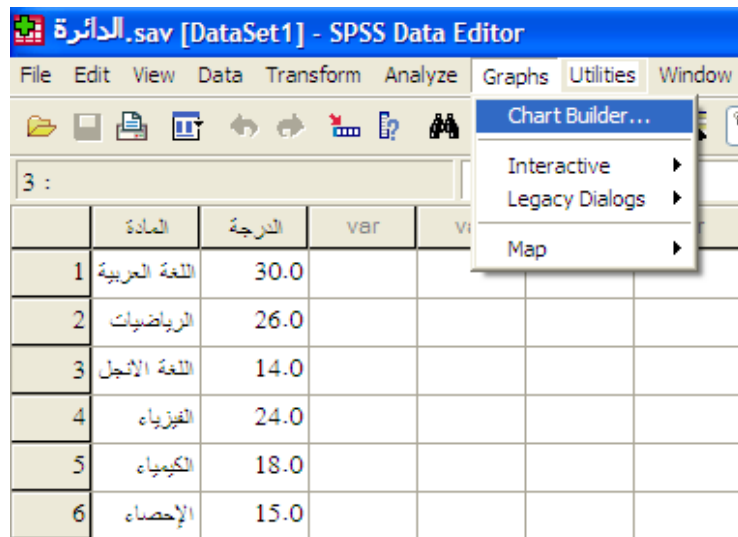 الدائرة.sav [DataSet1] - SPSS Data Editor
File Edit View Data Transform Analyze Graphs Utilities Window
Chart Builder...
Interactive
Legacy Dialogs
Map
3 :
المادة الدرجة var
1 اللغة العربية 30.0
2 الرياضيات 26.0
3 اللغة الانجل 14.0
4 الفيزياء 24.0
5 الكيمياء 18.0
6 الإحصاء 15.0